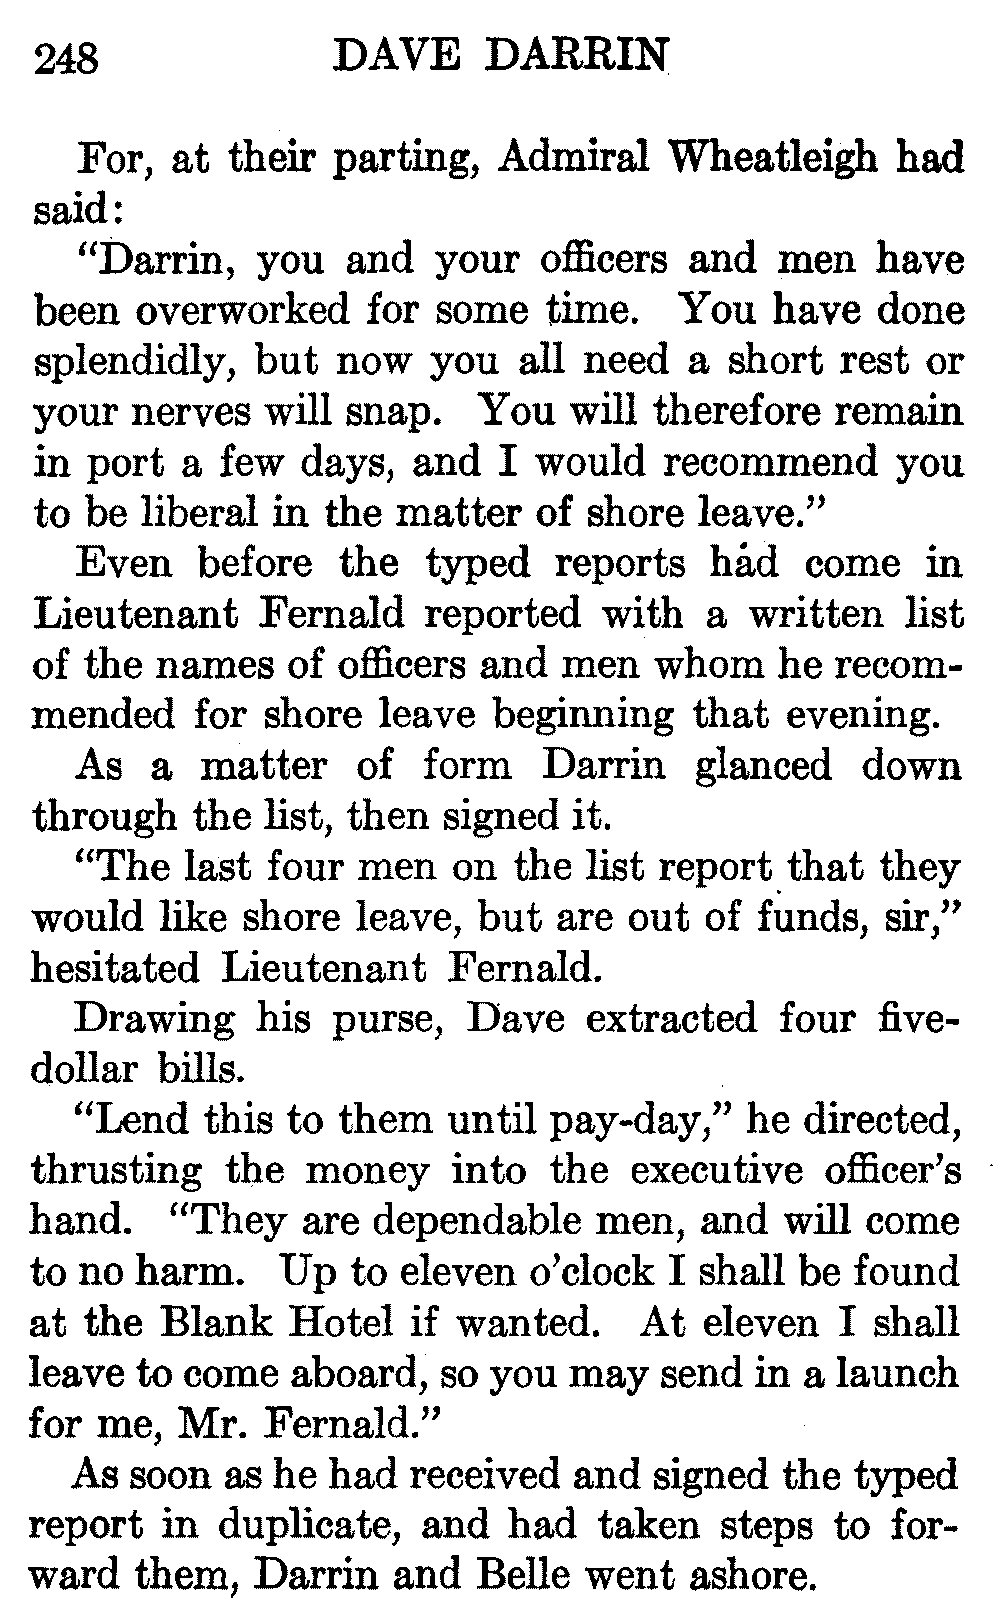 248 DAVE DARRIN
For, at their parting, Admiral Wheatleigh had
said:
“Darrin, you and your officers and men have
been overworked for some time. You have done
splendidly, but now you all need a short rest or
your nerves will snap. You will therefore remain
in port a few days, and I would recommend you
to be liberal in the matter of shore leave.”
Even before the typed reports had come in
Lieutenant Fernald reported with a written list
of the names of officers and men whom he recom-
mended for shore leave beginning that evening.
As a matter of form Darrin glanced down
through the list, then signed it.
“The last four men on the list report that they
would like shore leave, but are out of funds, sir,”
hesitated Lieutenant Fernald.
Drawing his purse, Dave extracted four five-
dollar bills.
“Lend this to them until pay-day,” he directed,
thrusting the money into the executive officer’s
hand. “They are dependable men, and will come
to no harm. Up to eleven o’clock I shall be found
at the Blank Hotel if wanted. At eleven I shall
leave to come aboard, so you may send in a launch
for me, Mr. Fernald.”
As soon as he had received and signed the typed
report in duplicate, and had taken steps to for-
ward them, Darrin and Belle went ashore.